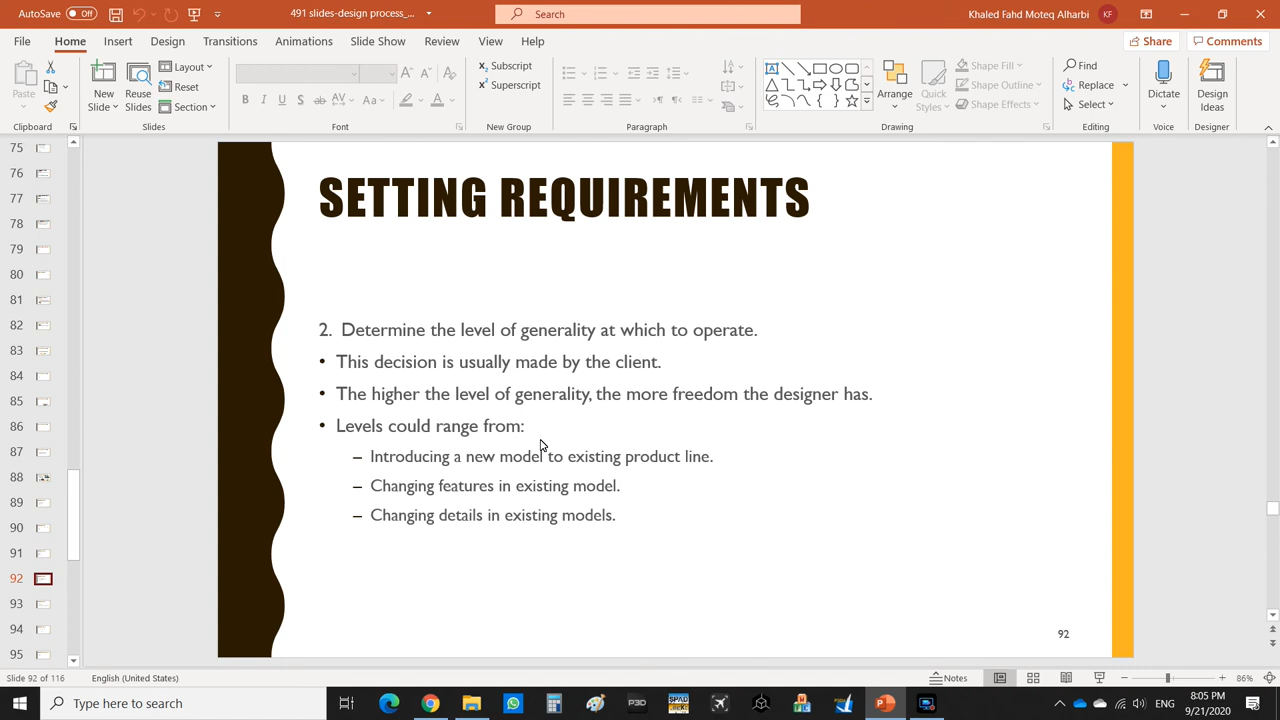 AutoSave Off
491 slides-design process_...
Search
Khaled Fahd Moteq Alharbi KF
File Home Insert Draw Design Transitions Animations Slide Show Review View Help
Share Comments
Paste
New Slide
Reuse Slides
Layout
Reset
Section
B I U S ab AV Aa A
Subscript
Superscript
Arrange
Quick Styles
Shape Fill
Shape Outline
Shape Effects
Find
Replace
Select
Dictate
Design Ideas
Clipboard Slides Font New Group Paragraph Drawing Editing Voice Designer
75
76
77
78
79
80
81
82
83
84
85
86
87
88
89
90
91
92
93
94
95
SETTING REQUIREMENTS
2. Determine the level of generality at which to operate.
• This decision is usually made by the client.
• The higher the level of generality, the more freedom the designer has.
• Levels could range from:
– Introducing a new model to existing product line.
– Changing features in existing model.
– Changing details in existing models.
92
Slide 92 of 116 English (United States) Notes 86%
Type here to search
P3D
ENG
8:05 PM
9/21/2020